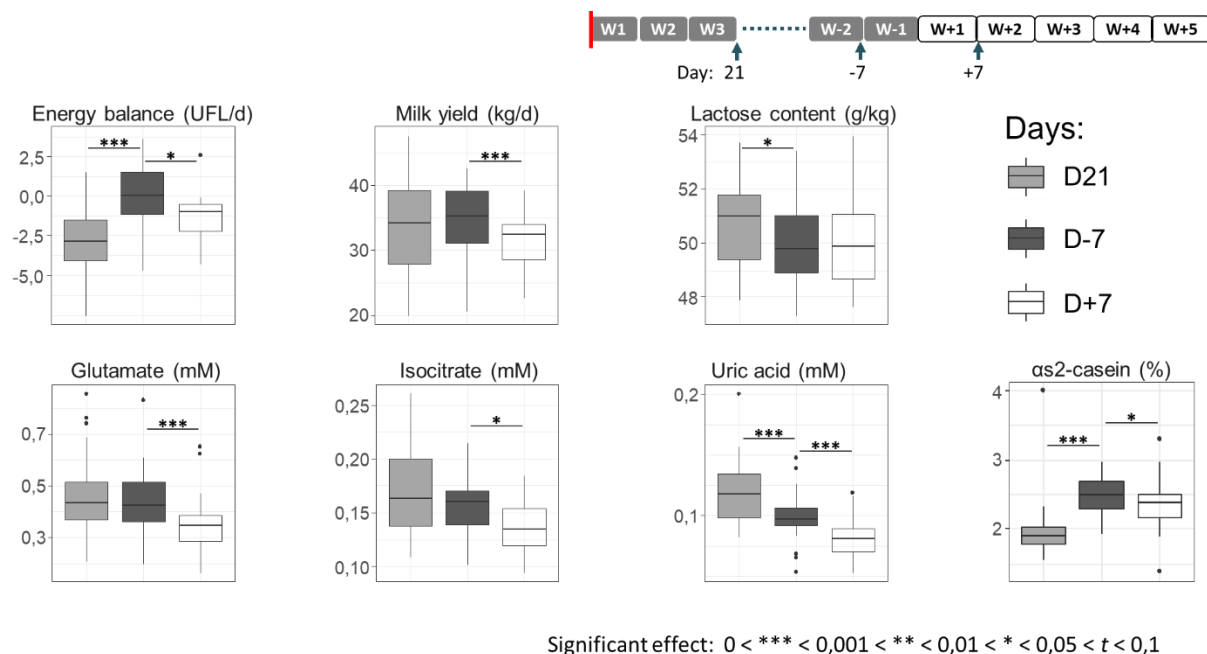 W1 W2 W3 W-2 W-1 W+1 W+2 W+3 W+4 W+5
Day: 21 -7 +7
Energy balance (UFL/d)
2,5
0,0
-2,5
-5,0
*** *
Milk yield (kg/d)
40
30
20
***
Lactose content (g/kg)
54
52
50
48
*
Days:
D21
D-7
D+7
Glutamate (mM)
0,7
0,5
0,3
***
Isocitrate (mM)
0,25
0,20
0,15
0,10
*
Uric acid (mM)
0,2
0,1
*** ***
αs2-casein (%)
4
3
2
*** *
Significant effect: 0 < *** < 0,001 < ** < 0,01 < * < 0,05 < t < 0,1